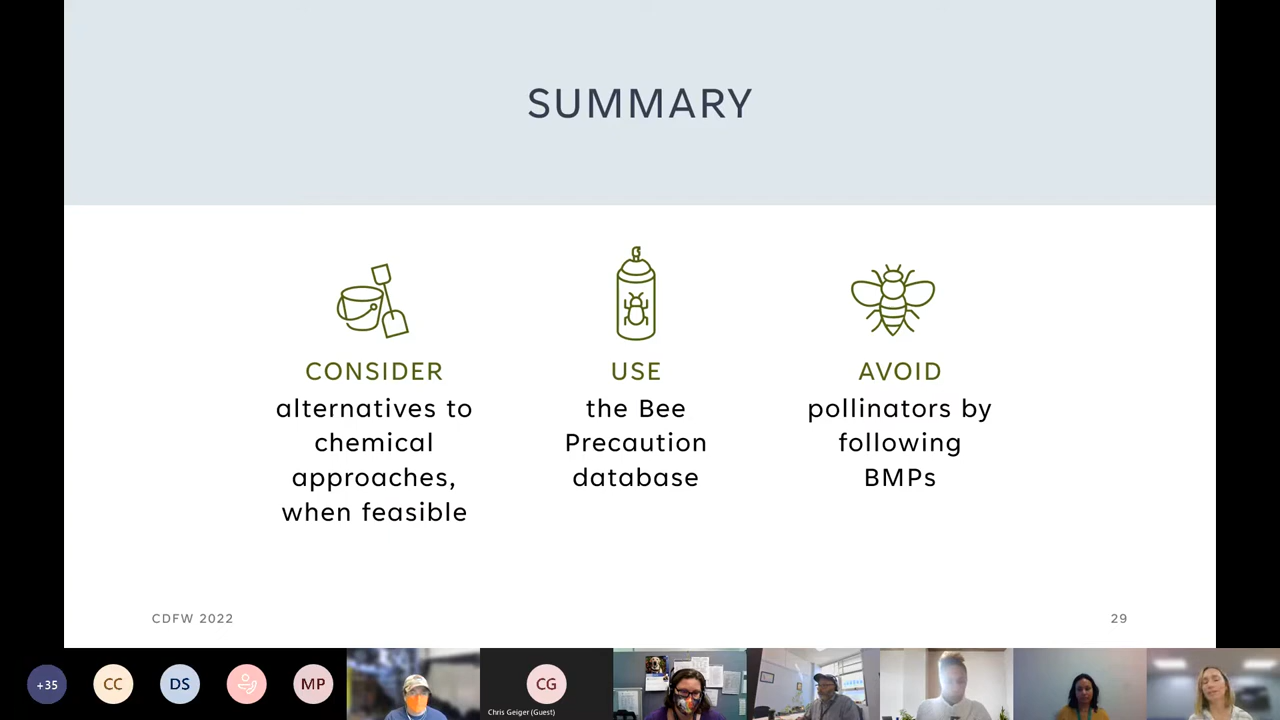 SUMMARY
CONSIDER
alternatives to
chemical
approaches,
when feasible
USE
the Bee
Precaution
database
AVOID
pollinators by
following
BMPs
CDFW 2022
29
+35
CC
DS
MP
CG
Chris Geiger (Guest)